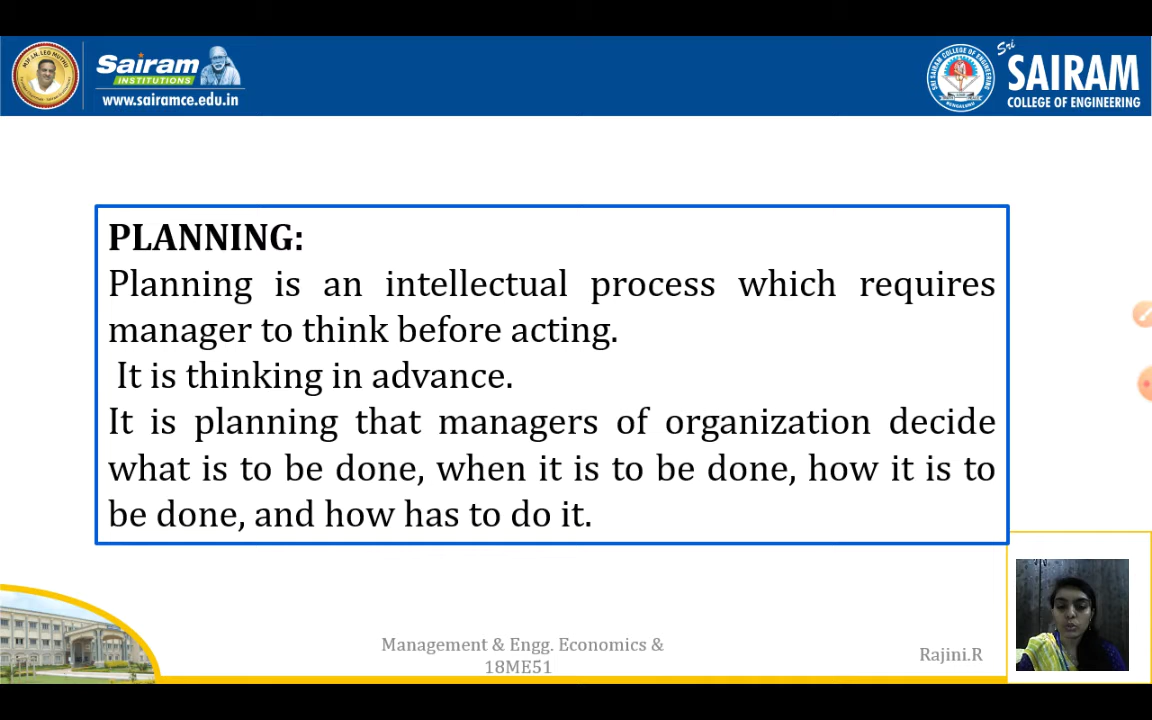 Sairam
INSTITUTIONS
www.sairamce.edu.in
Sri
SAIRAM
COLLEGE OF ENGINEERING
PLANNING:
Planning is an intellectual process which requires
manager to think before acting.
It is thinking in advance.
It is planning that managers of organization decide
what is to be done, when it is to be done, how it is to
be done, and how has to do it.
Management & Engg. Economics &
18ME51
Rajini.R